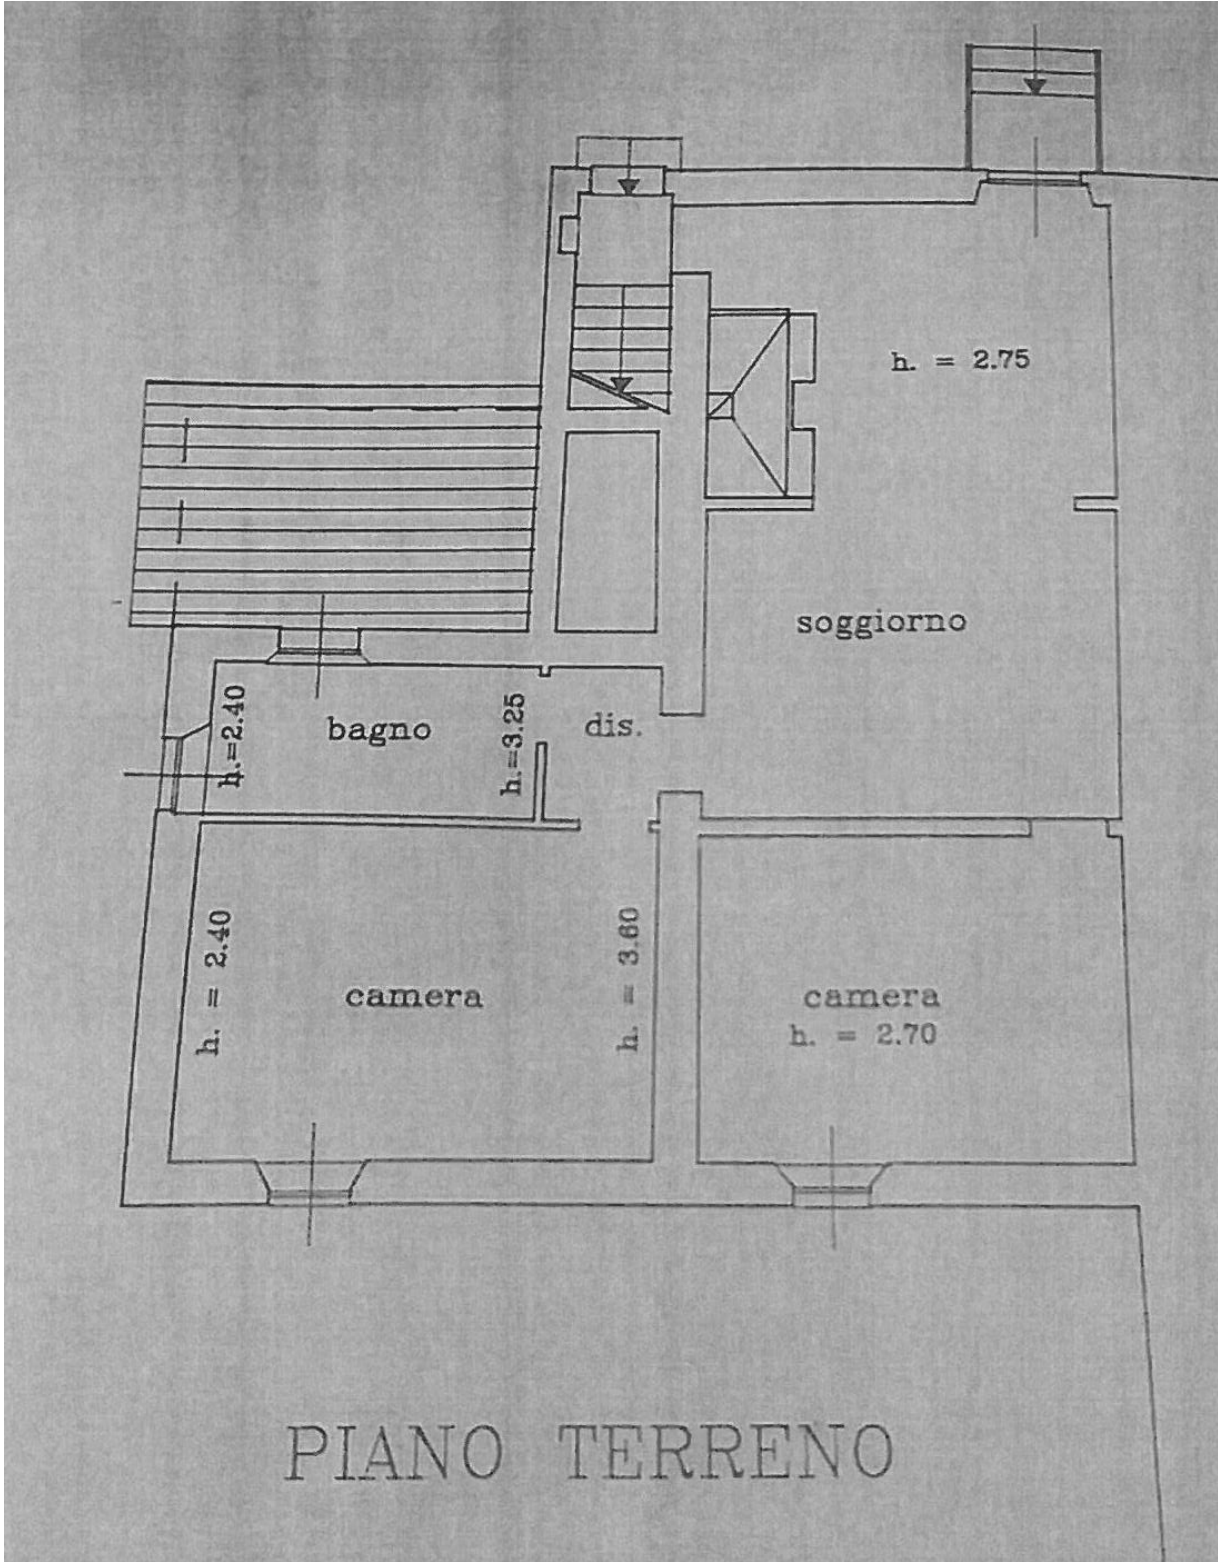 h. = 2.75
soggiorno
h.=2.40
bagno
h.=3.25
dis.
h. = 2.40
camera
h. = 3.60
camera
h. = 2.70
PIANO TERRENO